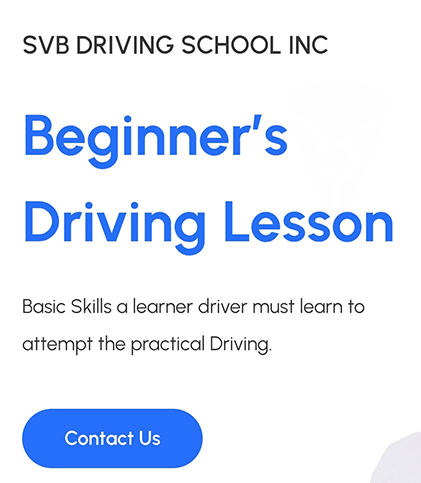 SVB DRIVING SCHOOL INC
Beginner’s
Driving Lesson
Basic Skills a learner driver must learn to
attempt the practical Driving.
Contact Us